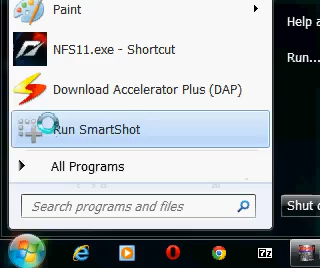 Paint
Help a
NFS11.exe - Shortcut
Run...
Download Accelerator Plus (DAP)
Run SmartShot
All Programs
Search programs and files
Shut
7z